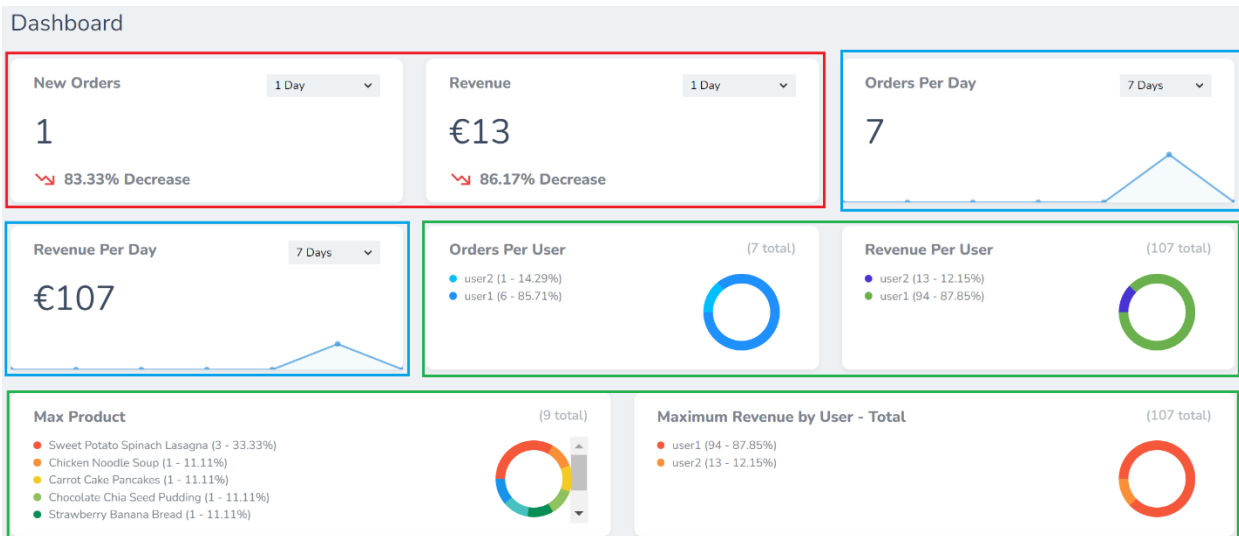 Dashboard
New Orders
1 Day
1
83.33% Decrease
Revenue
1 Day
€13
86.17% Decrease
Orders Per Day
7 Days
7
Revenue Per Day
7 Days
€107
Orders Per User
(7 total)
user2 (1 - 14.29%)
user1 (6 - 85.71%)
Revenue Per User
(107 total)
user2 (13 - 12.15%)
user1 (94 - 87.85%)
Max Product
(9 total)
Sweet Potato Spinach Lasagna (3 - 33.33%)
Chicken Noodle Soup (1 - 11.11%)
Carrot Cake Pancakes (1 - 11.11%)
Chocolate Chia Seed Pudding (1 - 11.11%)
Strawberry Banana Bread (1 - 11.11%)
Maximum Revenue by User - Total
(107 total)
user1 (94 - 87.85%)
user2 (13 - 12.15%)